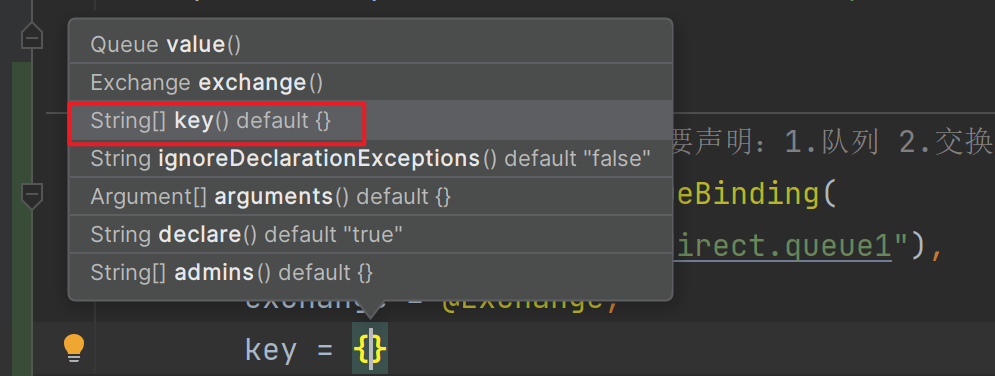 Queue value()
Exchange exchange()
String[] key() default {}
String ignoreDeclarationExceptions() default "false"
要声明：1.队列 2.交换
Argument[] arguments() default {}
eBinding(
String declare() default "true"
irect.queue1"),
String[] admins() default {}
exchange = @Exchange,
key = {}